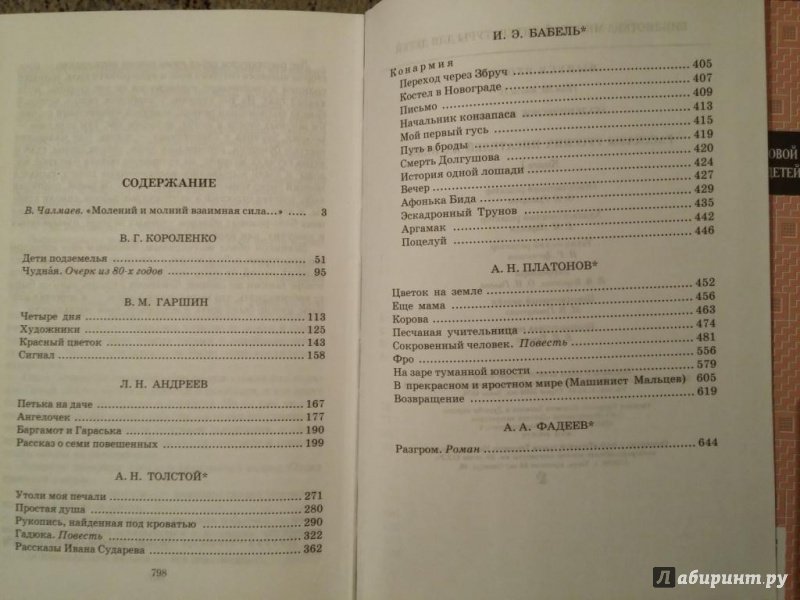 СОДЕРЖАНИЕ
В. Чалмаев. «Молений и молний взаимная сила...» ..... 3
В. Г. КОРОЛЕНКО
Дети подземелья 51
Чудна́я. Очерк из 80-х годов 95
В. М. ГАРШИН
Четыре дня 113
Художники 125
Красный цветок 143
Сигнал 158
Л. Н. АНДРЕЕВ
Петька на даче 167
Ангелочек 177
Баргамот и Гараська 190
Рассказ о семи повешенных 199
А. Н. ТОЛСТОЙ*
Утоли моя печали 271
Простая душа 280
Рукопись, найденная под кроватью 290
Гадюка. Повесть 322
Рассказы Ивана Сударева 362
798
И. Э. БАБЕЛЬ*
Конармия
Переход через Збруч 405
Костел в Новограде 407
Письмо 409
Начальник конзапаса 413
Мой первый гусь 415
Путь в броды 419
Смерть Долгушова 420
История одной лошади 424
Вечер 427
Афонька Бида 429
Эскадронный Трунов 435
Аргамак 442
Поцелуй 446
А. Н. ПЛАТОНОВ*
Цветок на земле 452
Еще мама 456
Корова 463
Песчаная учительница 474
Сокровенный человек. Повесть 481
Фро 556
На заре туманной юности 579
В прекрасном и яростном мире (Машинист Мальцев) 605
Возвращение 619
А. А. ФАДЕЕВ*
Разгром. Роман 644
ОВОЙ
ДЕТЕЙ
Лабиринт.ру